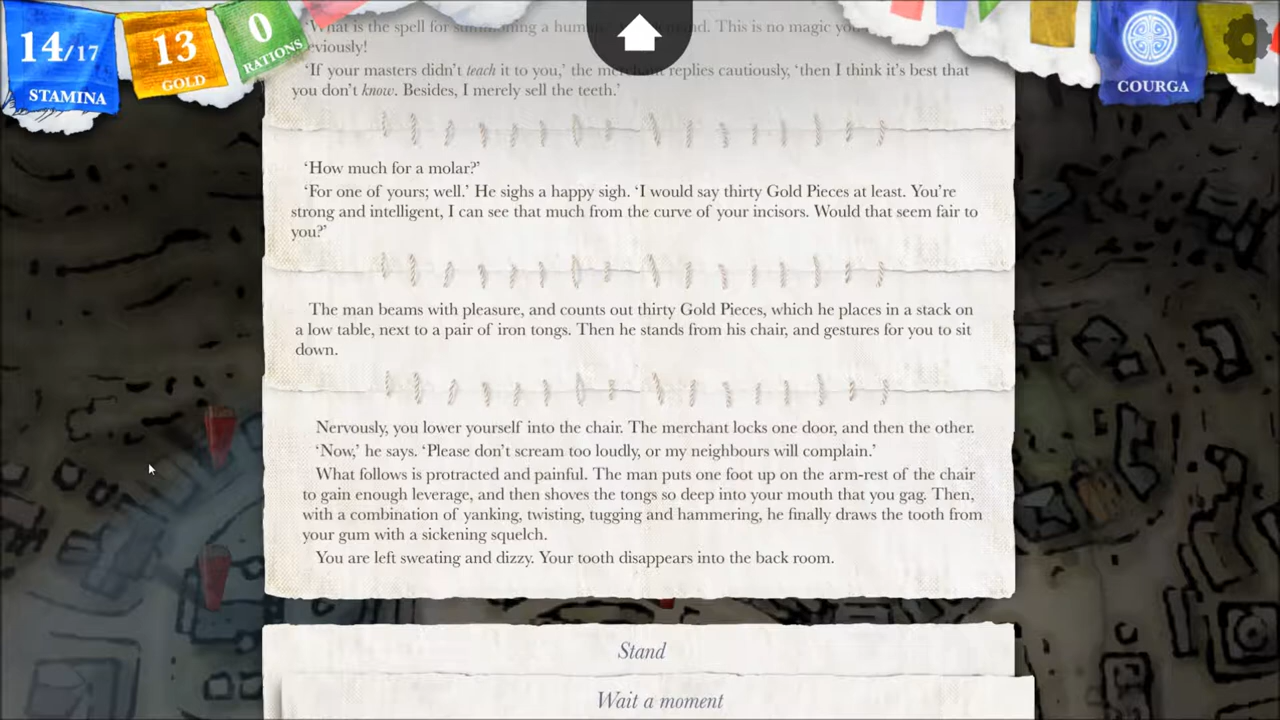 14/17
STAMINA
13
GOLD
0
RATIONS
COURGA
'What is the spell for summoning a human
This is no magic
eviously!
'If your masters didn't teach it to you,' the merchant replies cautiously, 'then I think it's best that
you don't know. Besides, I merely sell the teeth.'
'How much for a molar?'
'For one of yours; well.' He sighs a happy sigh. 'I would say thirty Gold Pieces at least. You're
strong and intelligent, I can see that much from the curve of your incisors. Would that seem fair to
you?'
The man beams with pleasure, and counts out thirty Gold Pieces, which he places in a stack on
a low table, next to a pair of iron tongs. Then he stands from his chair, and gestures for you to sit
down.
Nervously, you lower yourself into the chair. The merchant locks one door, and then the other.
'Now,' he says. 'Please don't scream too loudly, or my neighbours will complain.'
What follows is protracted and painful. The man puts one foot up on the arm-rest of the chair
to gain enough leverage, and then shoves the tongs so deep into your mouth that you gag. Then,
with a combination of yanking, twisting, tugging and hammering, he finally draws the tooth from
your gum with a sickening squelch.
You are left sweating and dizzy. Your tooth disappears into the back room.
Stand
Wait a moment